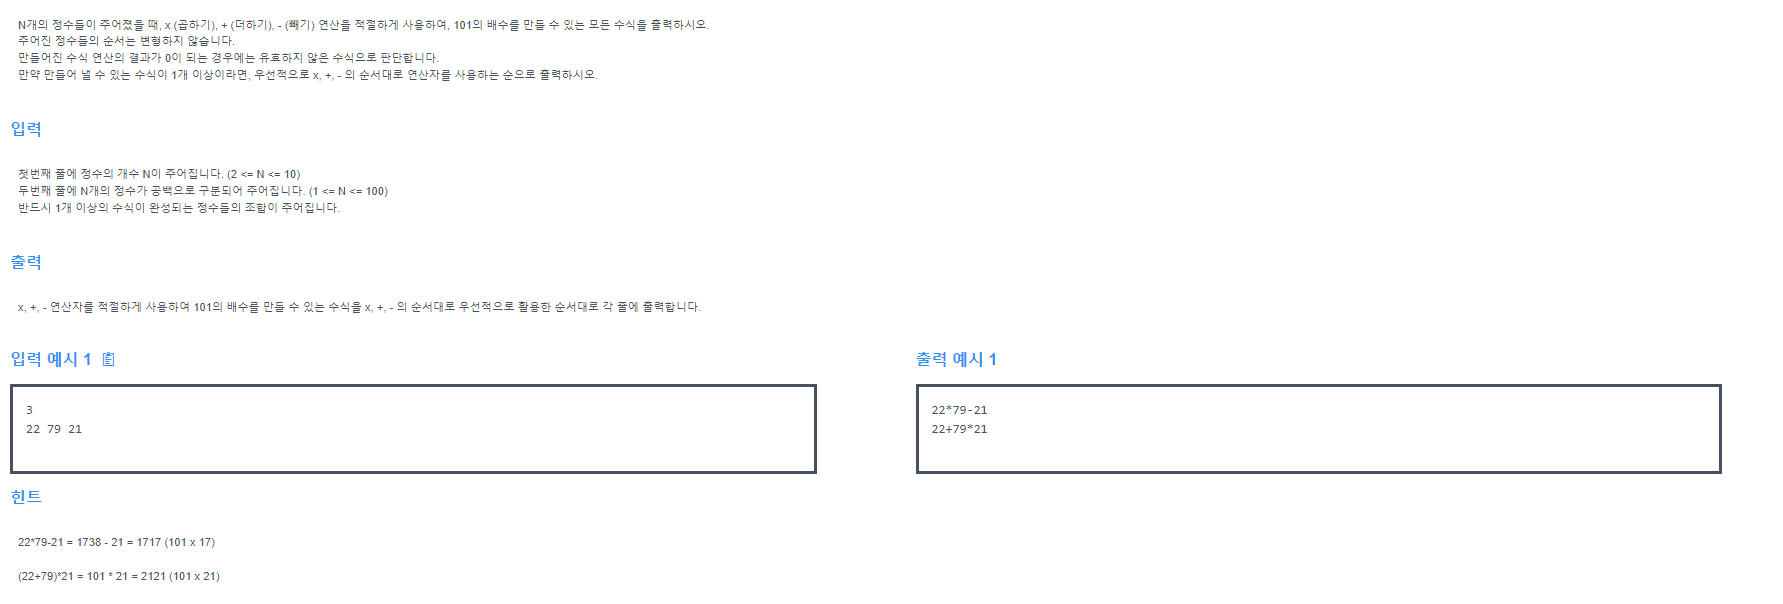 N개의 정수들이 주어졌을 때, x (곱하기), + (더하기), - (빼기) 연산을 적절하게 사용하여, 101의 배수를 만들 수 있는 모든 수식을 출력하시오.
주어진 정수들의 순서는 변형하지 않습니다.
만들어진 수식 연산의 결과가 0이 되는 경우에는 유효하지 않은 수식으로 판단합니다.
만약 만들어 낼 수 있는 수식이 1개 이상이라면, 우선적으로 x, +, - 의 순서대로 연산자를 사용하는 순으로 출력하시오.
입력
첫번째 줄에 정수의 개수 N이 주어집니다. (2 <= N <= 10)
두번째 줄에 N개의 정수가 공백으로 구분되어 주어집니다. (1 <= N <= 100)
반드시 1개 이상의 수식이 완성되는 정수들의 조합이 주어집니다.
출력
x, +, - 연산자를 적절하게 사용하여 101의 배수를 만들 수 있는 수식을 x, +, - 의 순서대로 우선적으로 활용한 순서대로 각 줄에 출력합니다.
입력 예시 1
3
22 79 21
출력 예시 1
22*79-21
22+79*21
힌트
22*79-21 = 1738 - 21 = 1717 (101 x 17)
(22+79)*21 = 101 * 21 = 2121 (101 x 21)